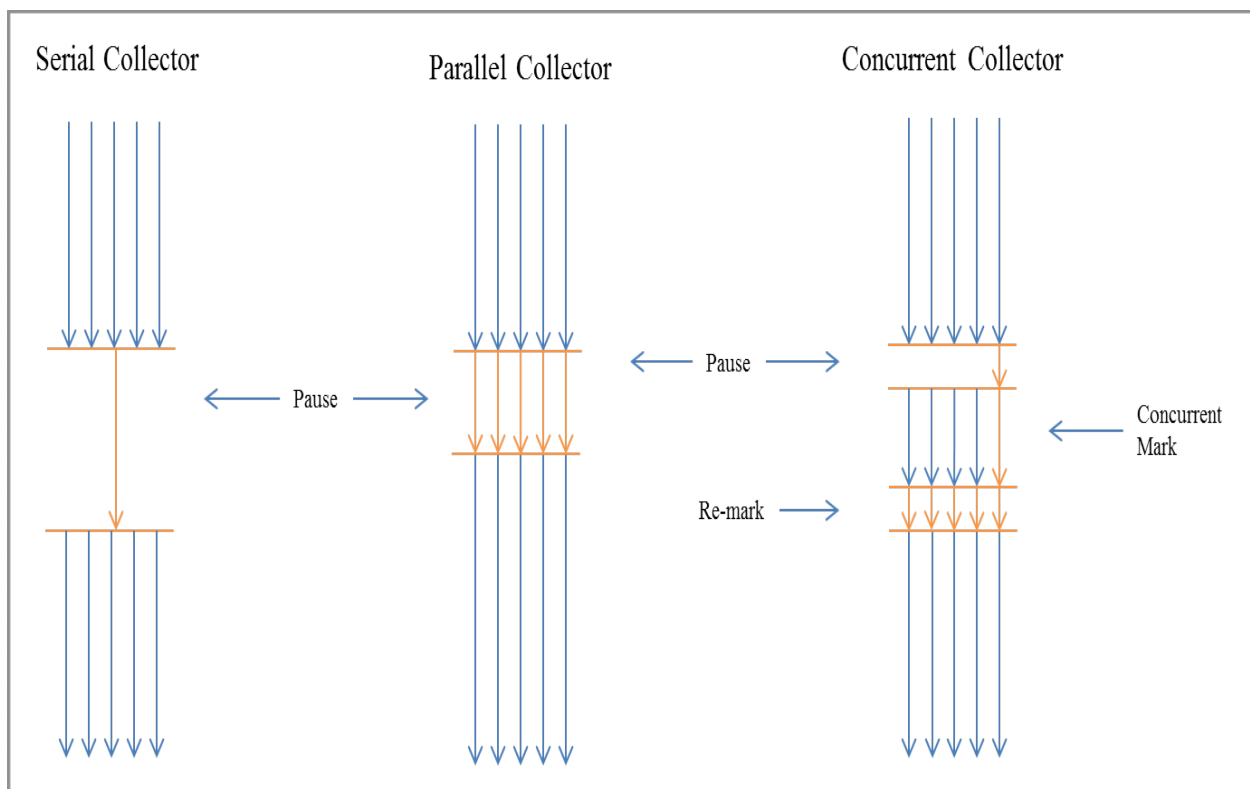 Serial Collector
Parallel Collector
Concurrent Collector
Pause
Pause
Concurrent
Mark
Re-mark